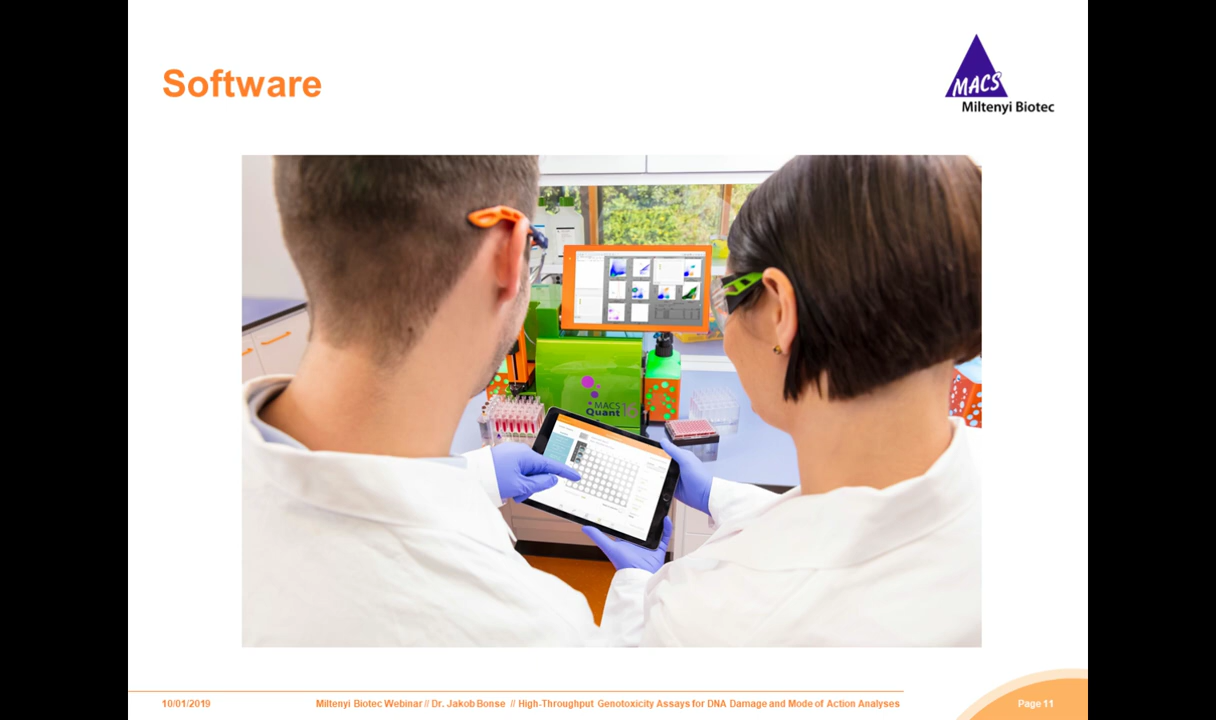 Software
MACS
Miltenyi Biotec
MACS
Quant 16
10/01/2019
Miltenyi Biotec Webinar // Dr. Jakob Bonse // High-Throughput Genotoxicity Assays for DNA Damage and Mode of Action Analyses
Page 11